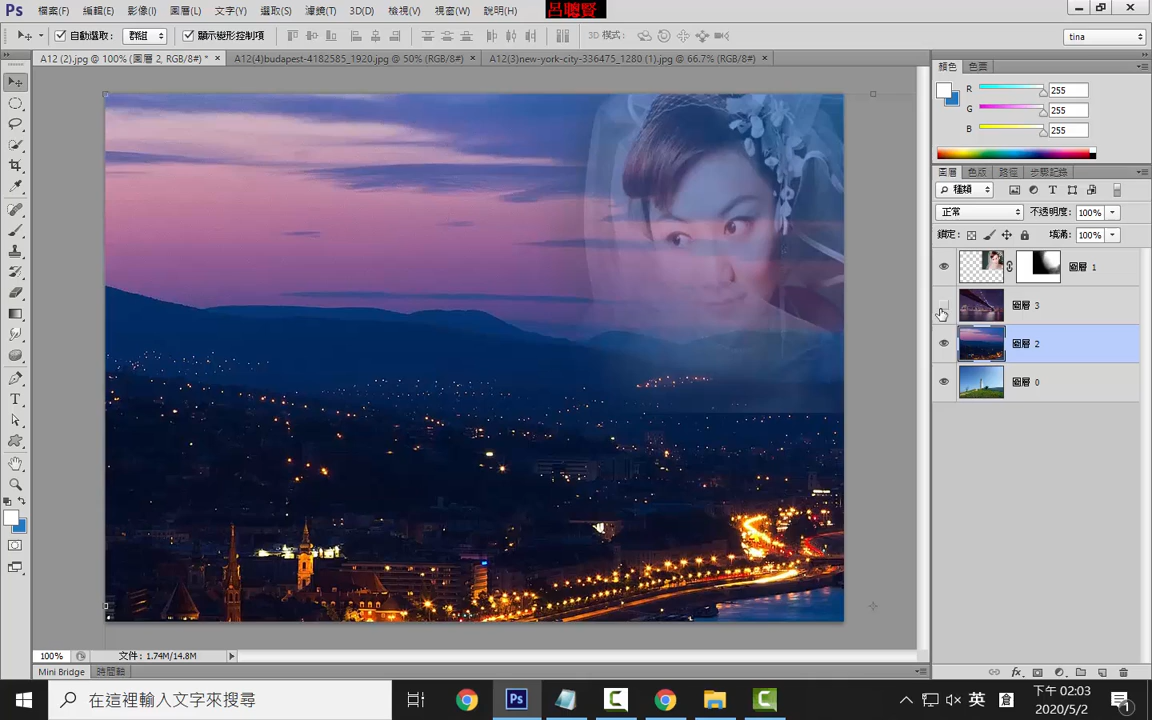 Ps 檔案(F) 編輯(E) 影像(I) 圖層(L) 文字(Y) 選取(S) 濾鏡(T) 3D(D) 檢視(V) 視窗(W) 說明(H) 呂聰賢
自動選取: 群組 顯示變形控制項 3D 模式: tina
A12 (2).jpg @ 100% (圖層 2, RGB/8#) * × A12(4)budapest-4182585_1920.jpg @ 50% (RGB/8#) × A12(3)new-york-city-336475_1280 (1).jpg @ 66.7% (RGB/8#) ×
顏色 色票
R 255
G 255
B 255
圖層 色版 路徑 步驟記錄
種類
正常 不透明度: 100%
鎖定: 填滿: 100%
圖層 1
圖層 3
圖層 2
圖層 0
100% 文件: 1.74M/14.8M
Mini Bridge 時間軸
在這裡輸入文字來搜尋
英
倉
下午 02:03
2020/5/2
1